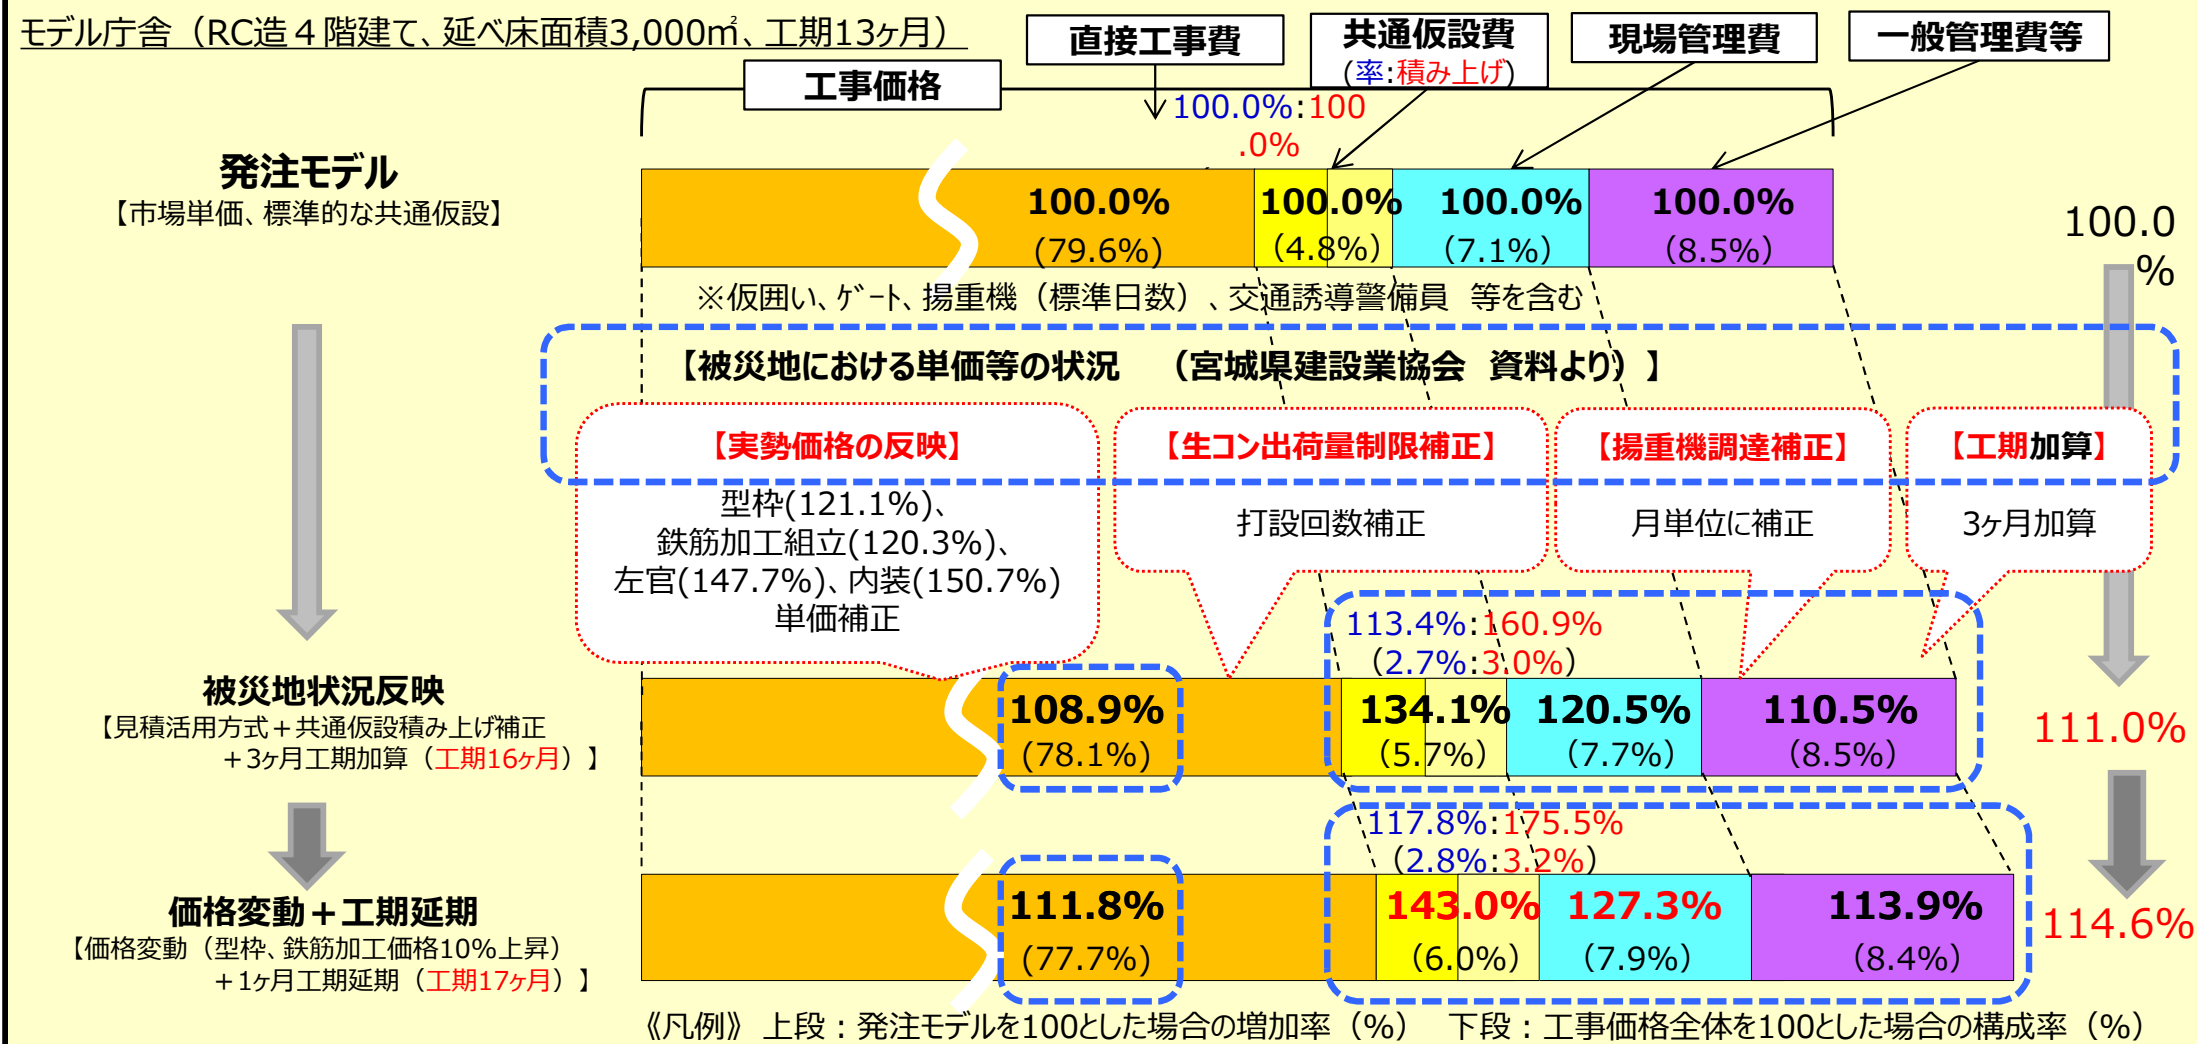 モデル庁舎（RC造４階建て、延べ床面積3,000㎡、工期13ヶ月）
直接工事費
共通仮設費
(率:積み上げ)
現場管理費
一般管理費等
工事価格
100.0%:100
.0%
発注モデル
【市場単価、標準的な共通仮設】
100.0%
(79.6%)
100.0%
(4.8%)
100.0%
(7.1%)
100.0%
(8.5%)
100.0
%
※仮囲い、ゲート、揚重機（標準日数）、交通誘導警備員 等を含む
【被災地における単価等の状況 （宮城県建設業協会 資料より）】
【実勢価格の反映】
型枠(121.1%)、
鉄筋加工組立(120.3%)、
左官(147.7%)、内装(150.7%)
単価補正
【生コン出荷量制限補正】
打設回数補正
【揚重機調達補正】
月単位に補正
【工期加算】
3ヶ月加算
113.4%:160.9%
(2.7%:3.0%)
被災地状況反映
【見積活用方式＋共通仮設積み上げ補正
＋3ヶ月工期加算（工期16ヶ月）】
108.9%
(78.1%)
134.1%
(5.7%)
120.5%
(7.7%)
110.5%
(8.5%)
111.0%
117.8%:175.5%
(2.8%:3.2%)
価格変動＋工期延期
【価格変動（型枠、鉄筋加工価格10%上昇）
＋1ヶ月工期延期（工期17ヶ月）】
111.8%
(77.7%)
143.0%
(6.0%)
127.3%
(7.9%)
113.9%
(8.4%)
114.6%
《凡例》 上段：発注モデルを100とした場合の増加率（%） 下段：工事価格全体を100とした場合の構成率（%）